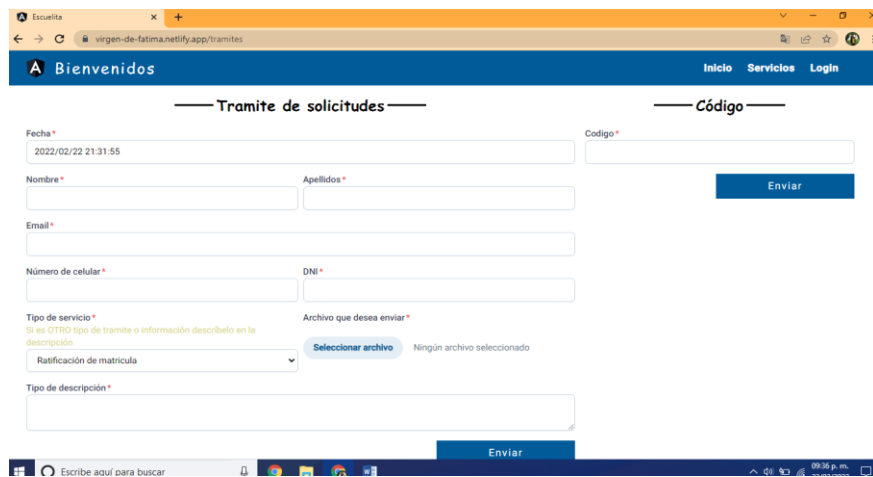 Escuelita
virgen-de-fatima.netlify.app/tramites
A Bienvenidos
Inicio Servicios Login
Tramite de solicitudes
Código
Fecha *
2022/02/22 21:31:55
Codigo *
Enviar
Nombre *
Apellidos *
Email *
Número de celular *
DNI *
Tipo de servicio *
Si es OTRO tipo de tramite o información descríbelo en la
descripción
Ratificación de matricula
Archivo que desea enviar *
Seleccionar archivo Ningún archivo seleccionado
Tipo de descripción *
Enviar
Escribe aquí para buscar
09:36 p. m.